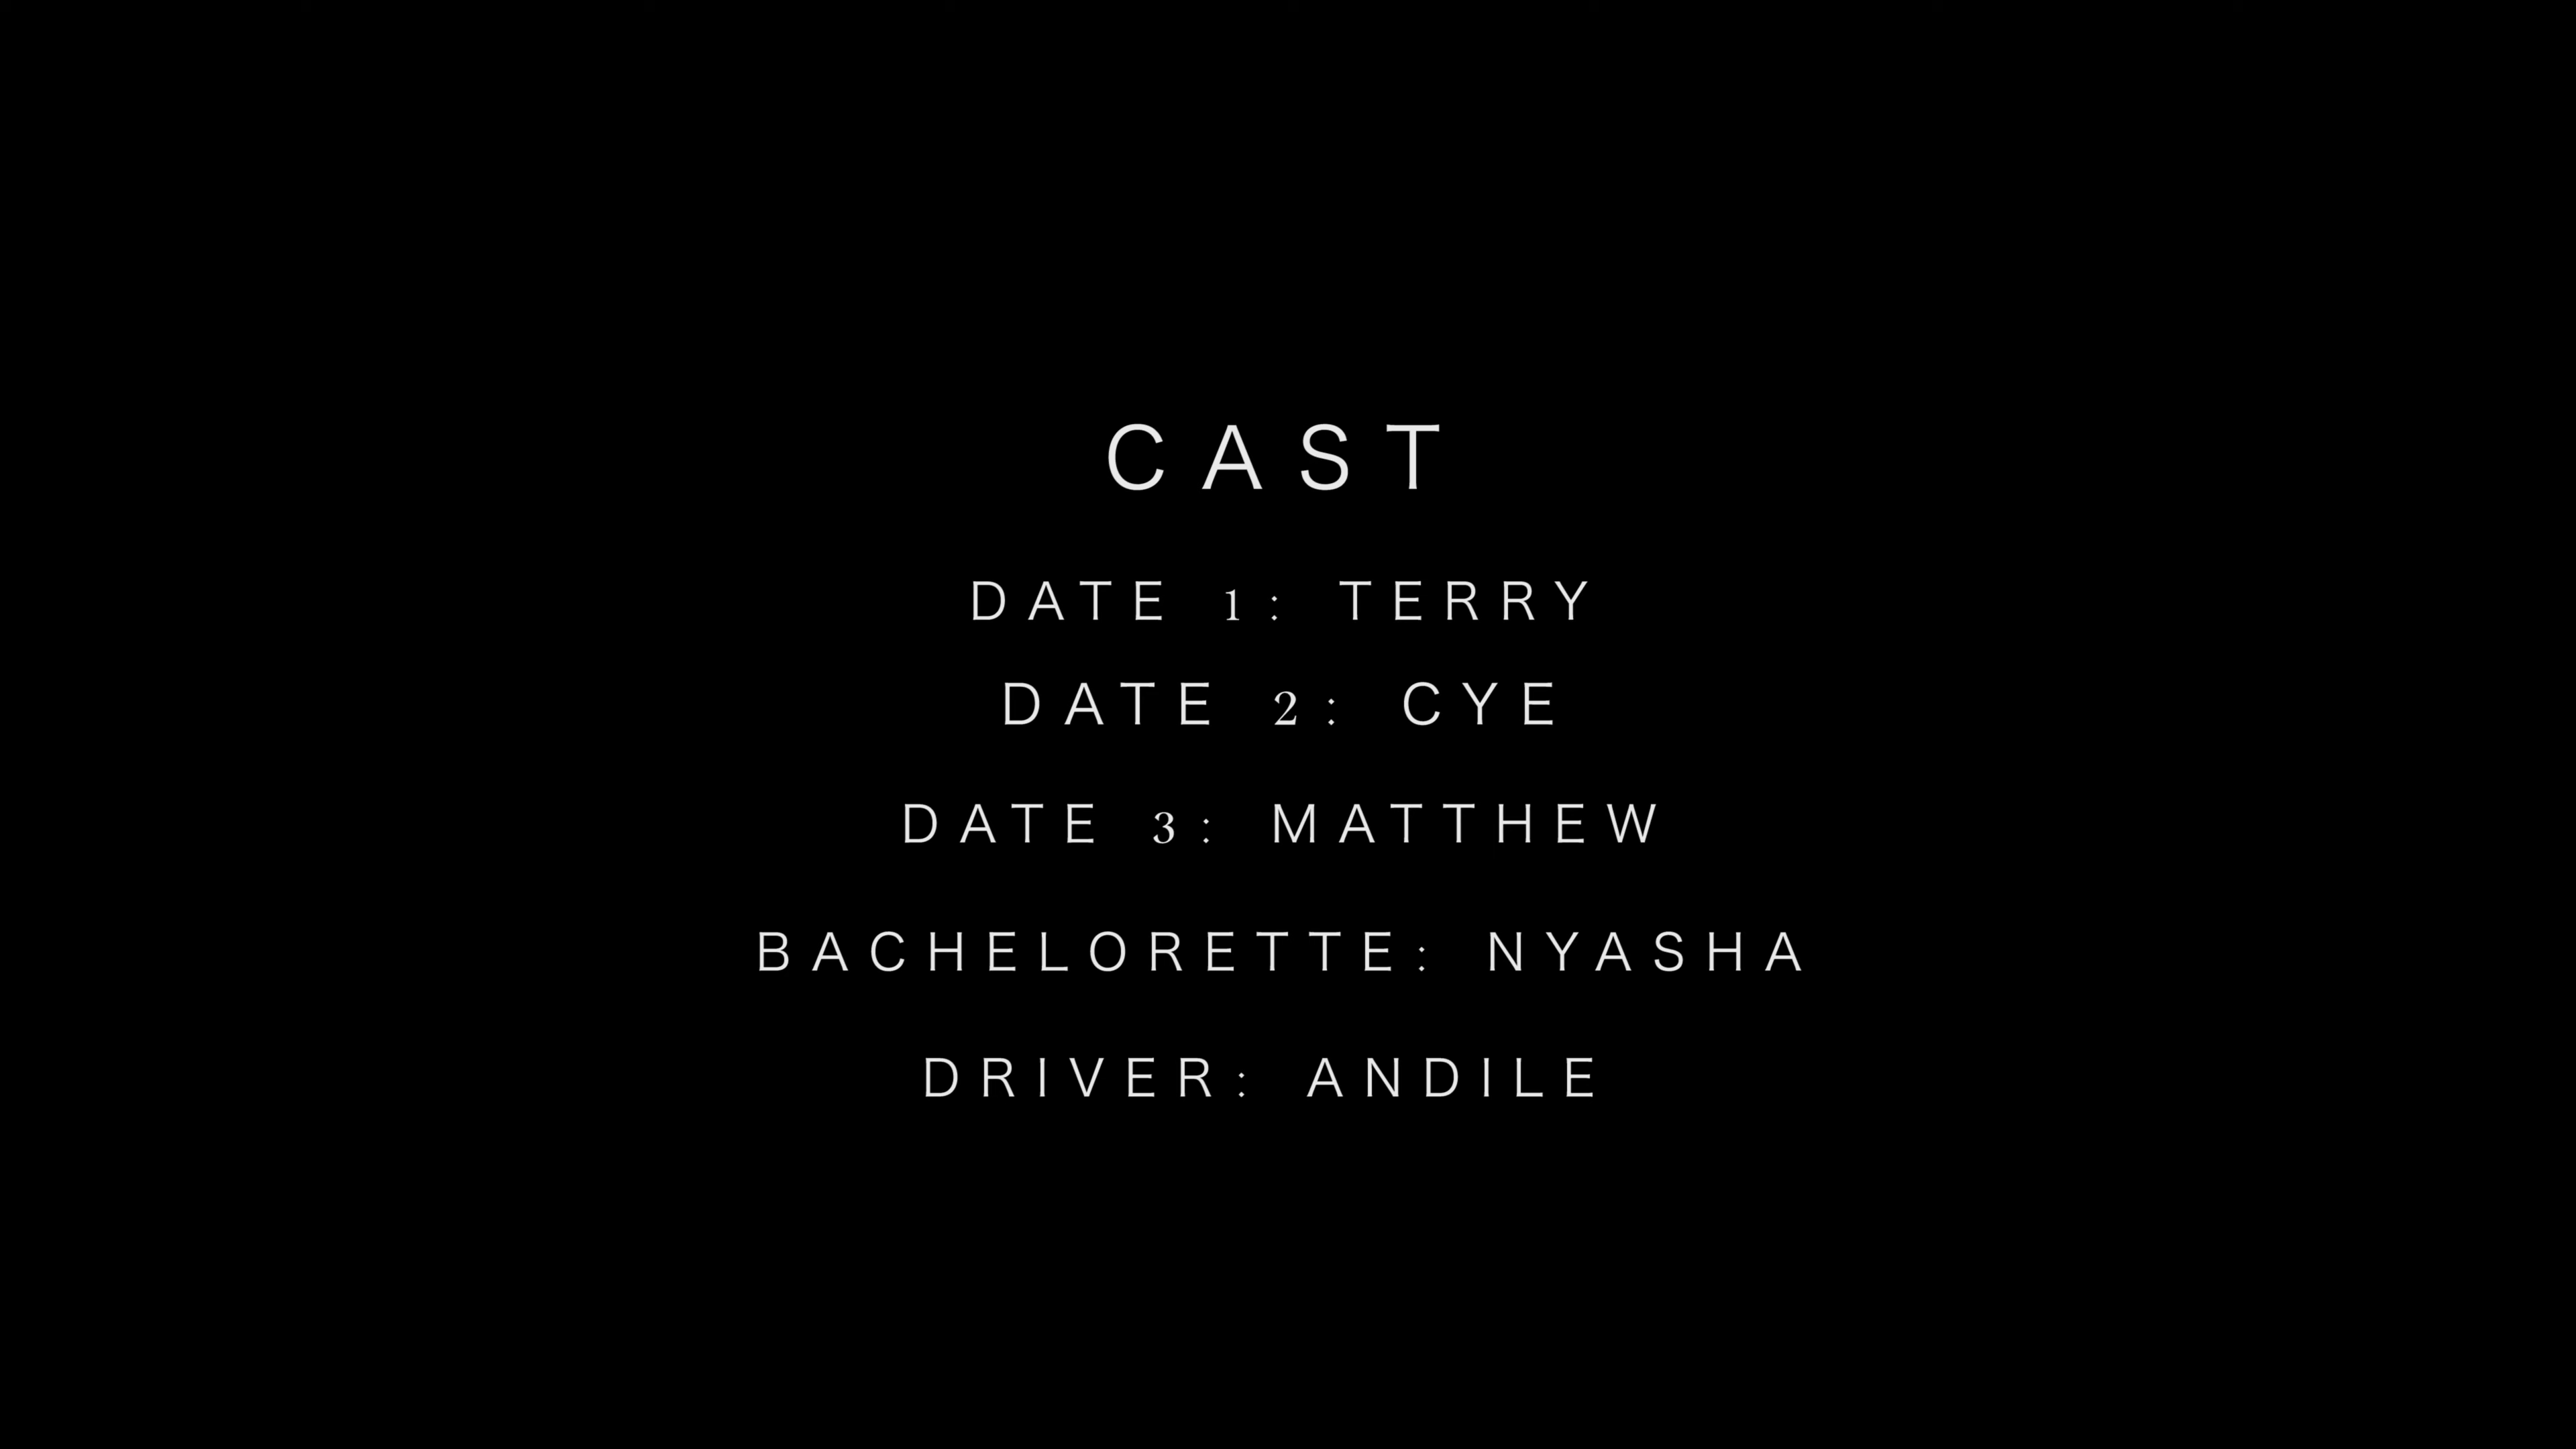 CAST
DATE 1: TERRY
DATE 2: CYE
DATE 3: MATTHEW
BACHELORETTE: NYASHA
DRIVER: ANDILE